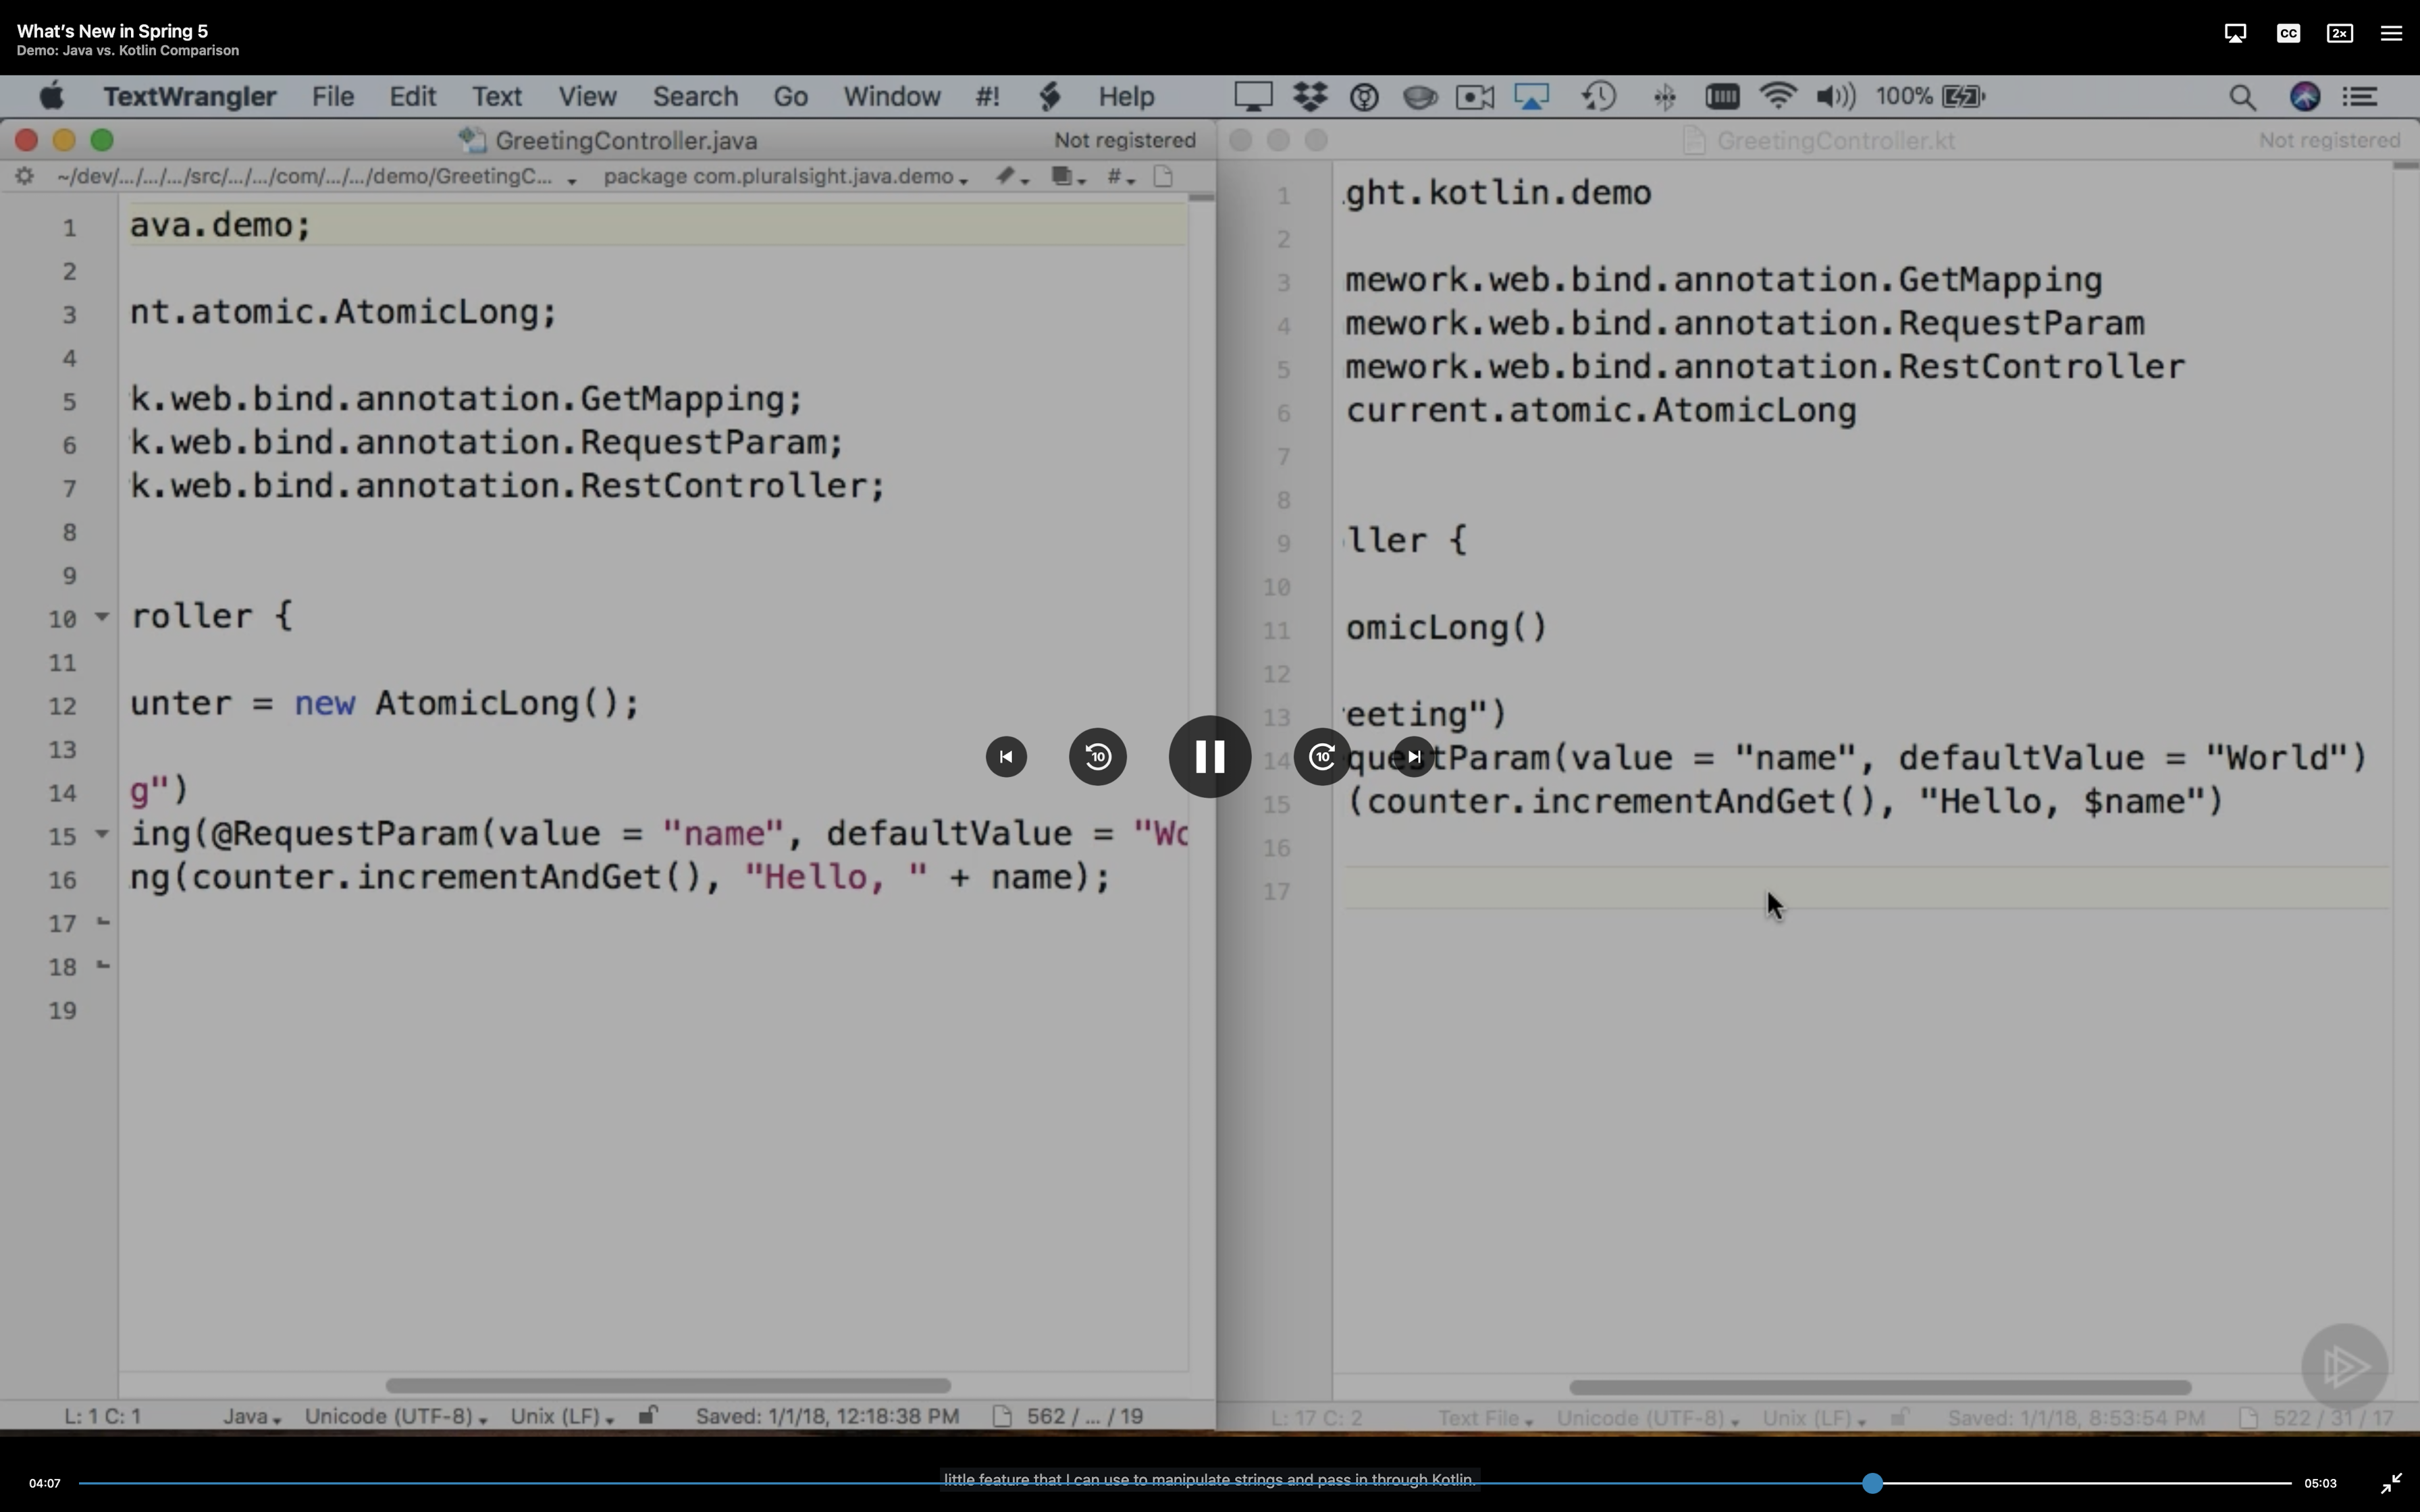 What's New in Spring 5
Demo: Java vs. Kotlin Comparison
CC
2x
TextWrangler File Edit Text View Search Go Window #! Help 100%
GreetingController.java Not registered
~/dev/.../.../.../src/.../.../com/.../.../demo/GreetingC... package com.pluralsight.java.demo #
1 ava.demo;
2
3 nt.atomic.AtomicLong;
4
5 k.web.bind.annotation.GetMapping;
6 k.web.bind.annotation.RequestParam;
7 k.web.bind.annotation.RestController;
8
9
10 roller {
11
12 unter = new AtomicLong();
13
14 g")
15 ing(@RequestParam(value = "name", defaultValue = "Wo
16 ng(counter.incrementAndGet(), "Hello, " + name);
17
18
19
L: 1 C: 1 Java Unicode (UTF-8) Unix (LF) Saved: 1/1/18, 12:18:38 PM 562 / ... / 19
GreetingController.kt Not registered
1 ght.kotlin.demo
2
3 mework.web.bind.annotation.GetMapping
4 mework.web.bind.annotation.RequestParam
5 mework.web.bind.annotation.RestController
6 current.atomic.AtomicLong
7
8
9 ller {
10
11 omicLong()
12
13 eeting")
14 questParam(value = "name", defaultValue = "World")
15 (counter.incrementAndGet(), "Hello, $name")
16
17
L: 17 C: 2 Text File Unicode (UTF-8) Unix (LF) Saved: 1/1/18, 8:53:54 PM 522 / 31 / 17
10
10
little feature that I can use to manipulate strings and pass in through Kotlin.
04:07
05:03